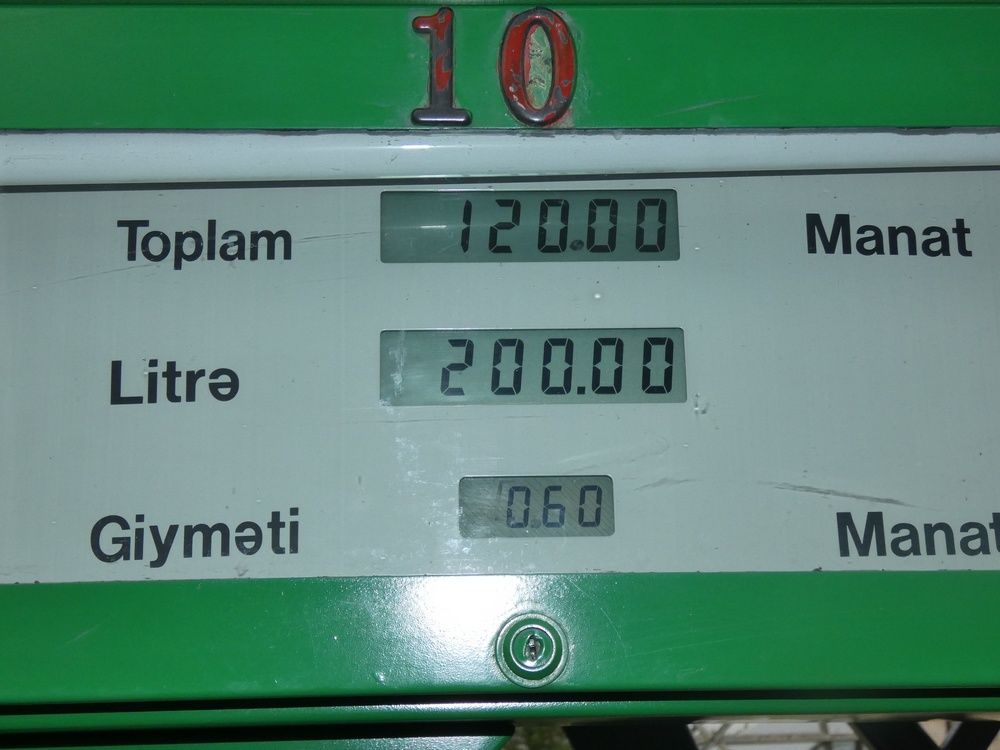 10
Toplam 120.00 Manat
Litrə 200.00
Giyməti 0.60 Manat